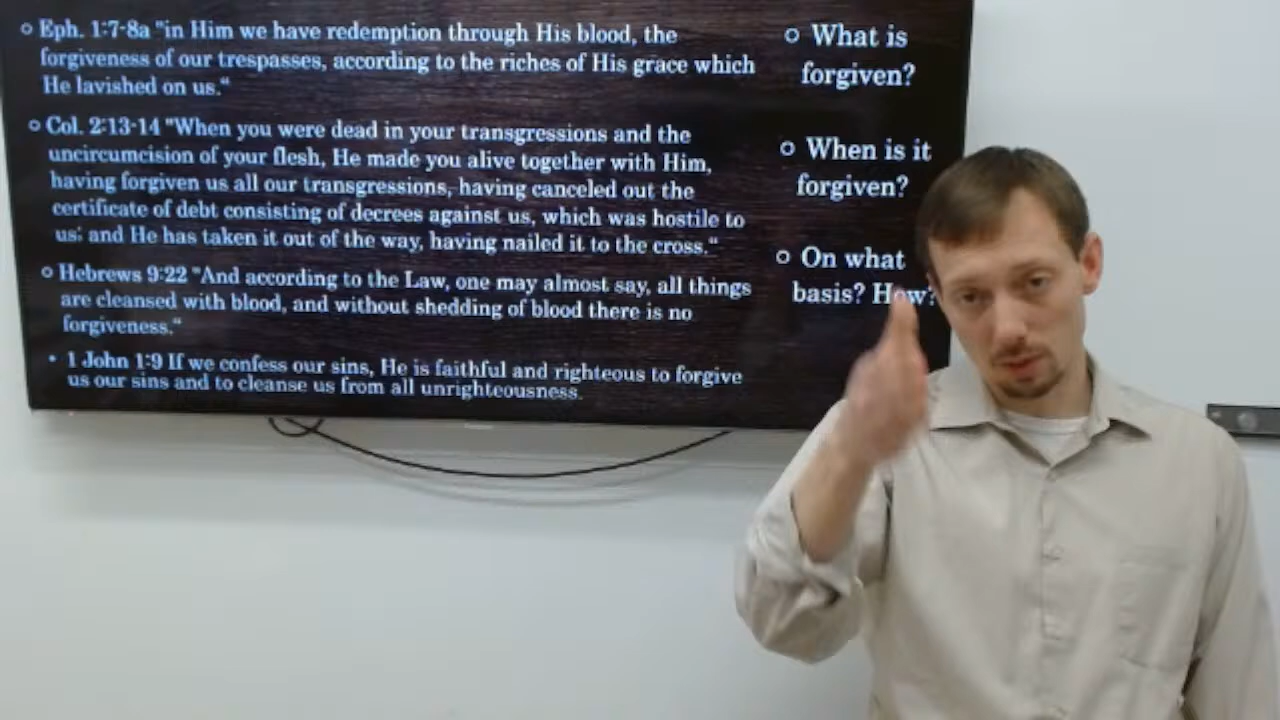 Eph. 1:7-8a "in Him we have redemption through His blood, the
forgiveness of our trespasses, according to the riches of His grace which
He lavished on us."
Col. 2:13-14 "When you were dead in your transgressions and the
uncircumcision of your flesh, He made you alive together with Him,
having forgiven us all our transgressions, having canceled out the
certificate of debt consisting of decrees against us, which was hostile to
us; and He has taken it out of the way, having nailed it to the cross."
Hebrews 9:22 "And according to the Law, one may almost say, all things
are cleansed with blood, and without shedding of blood there is no
forgiveness."
1 John 1:9 If we confess our sins, He is faithful and righteous to forgive
us our sins and to cleanse us from all unrighteousness.
What is
forgiven?
When is it
forgiven?
On what
basis? How?